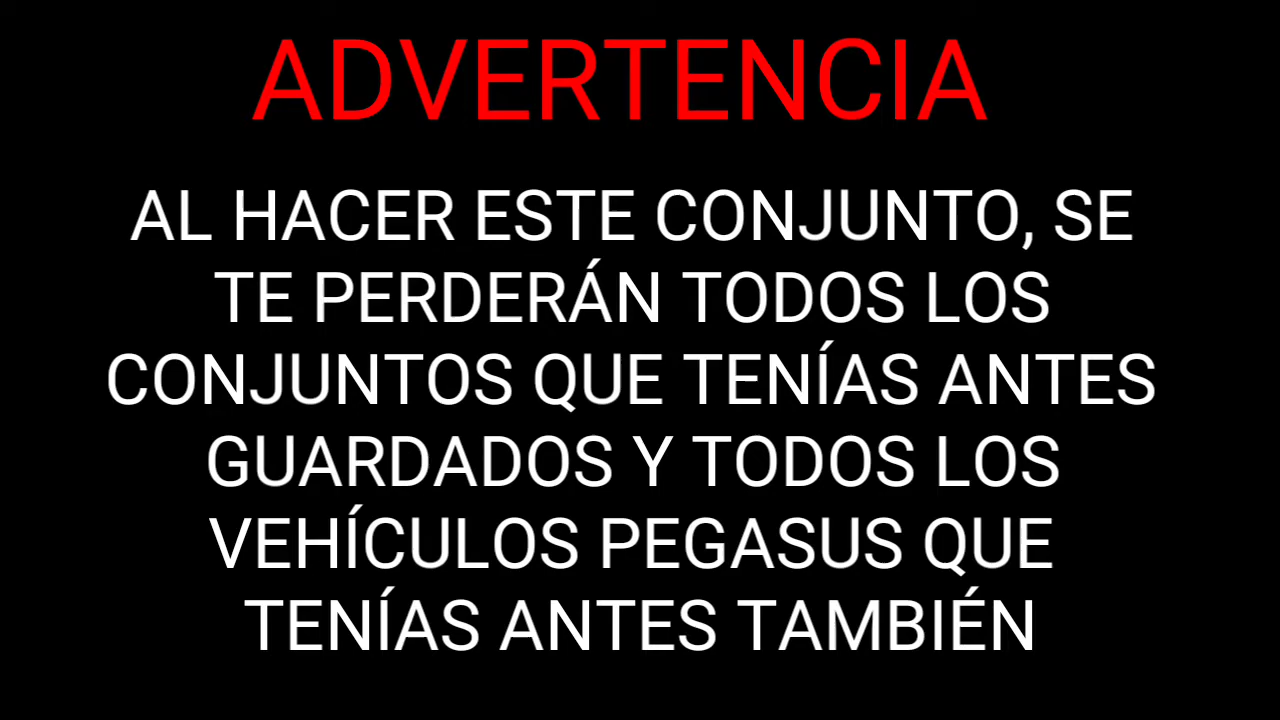 ADVERTENCIA
AL HACER ESTE CONJUNTO, SE
TE PERDERÁN TODOS LOS
CONJUNTOS QUE TENÍAS ANTES
GUARDADOS Y TODOS LOS
VEHÍCULOS PEGASUS QUE
TENÍAS ANTES TAMBIÉN